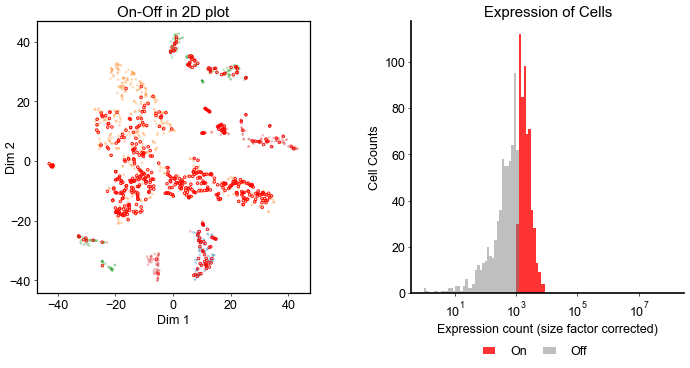 On-Off in 2D plot
Dim 2
40
20
0
−20
−40
−40 −20 0 20 40
Dim 1
Expression of Cells
Cell Counts
100
80
60
40
20
0
10^1 10^3 10^5 10^7
Expression count (size factor corrected)
On Off